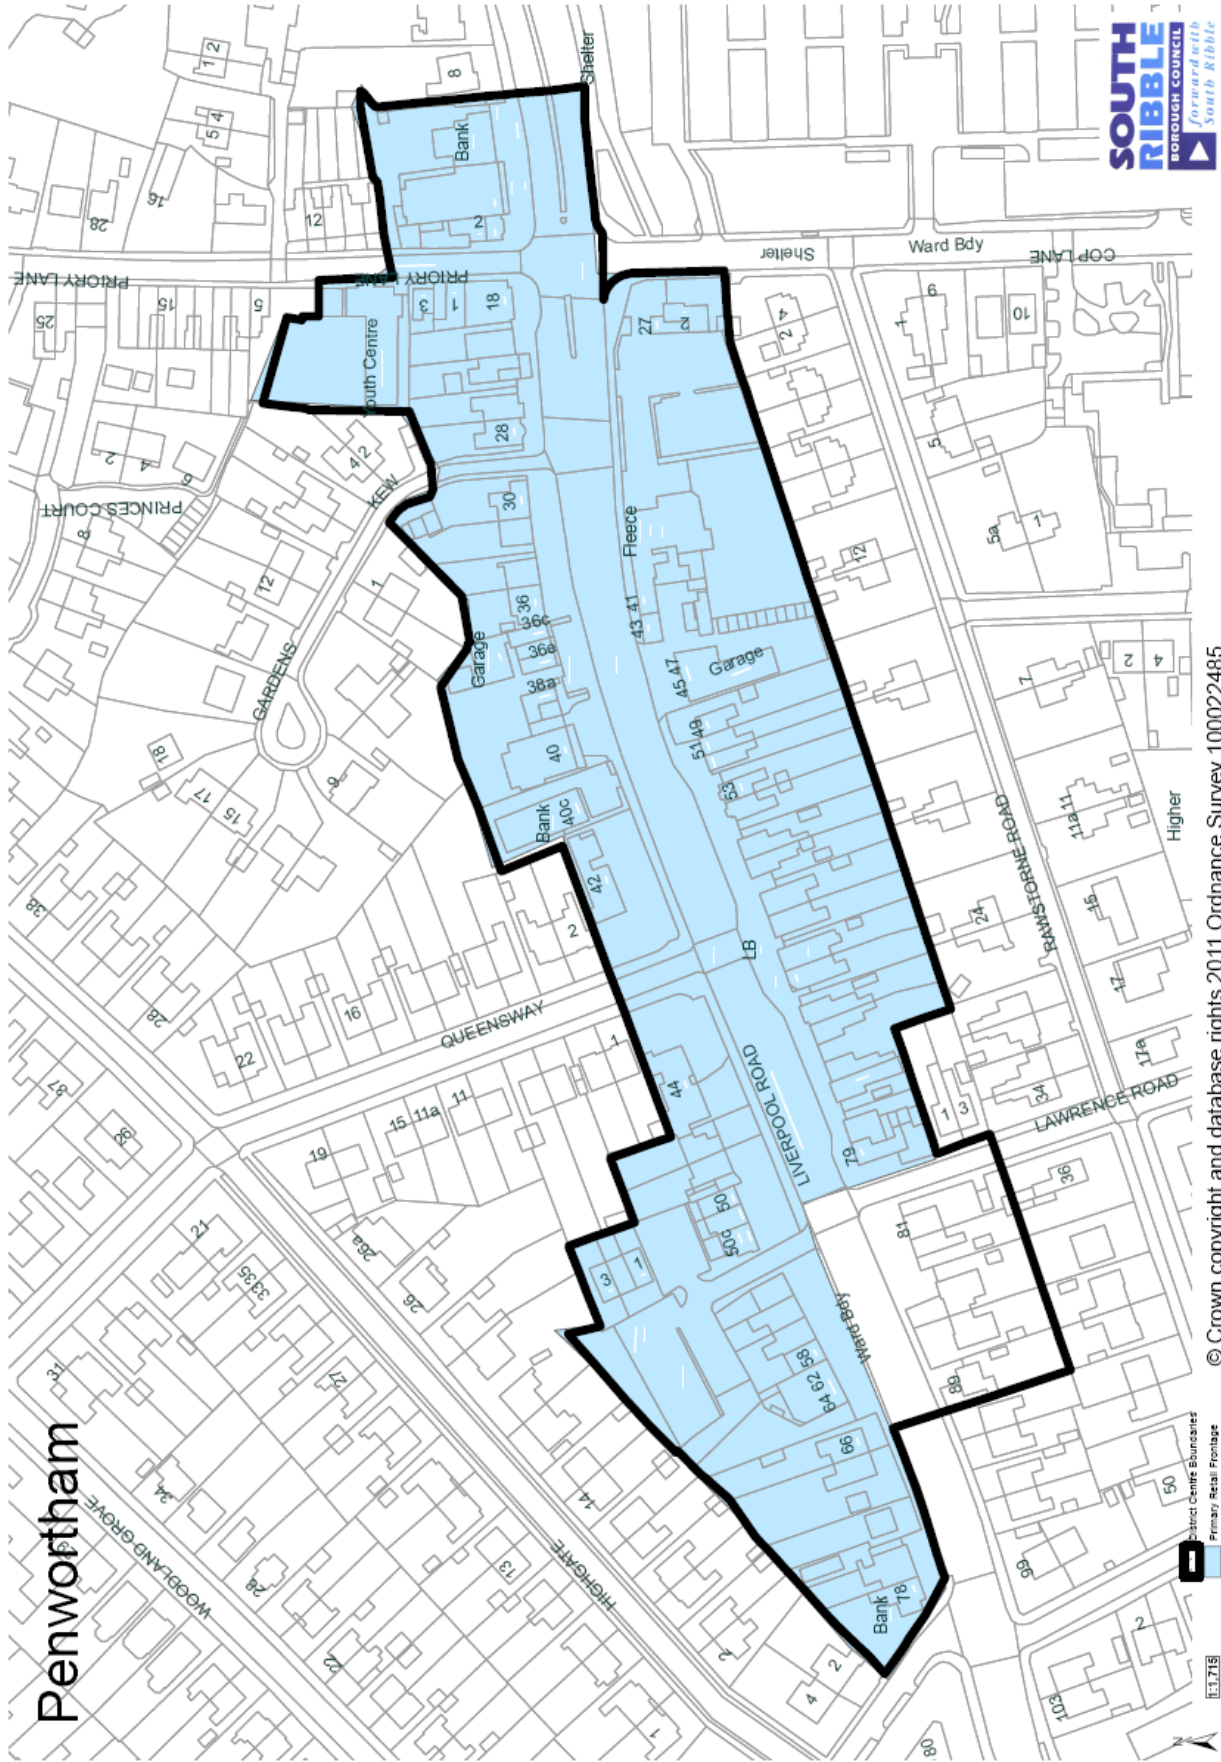 Penwortham
PRIORY LANE
PRIORY LANE
PRINCES COURT
KEW
GARDENS
QUEENSWAY
WOODLAND GROVE
HIGHGATE
LIVERPOOL ROAD
RAWSTORNE ROAD
LAWRENCE ROAD
COP LANE
Ward Bdy
Ward Bdy
Shelter
Shelter
Youth Centre
Bank
Bank
Bank
Garage
Garage
Fleece
LB
Higher
1 2
5 4
8
28
16
12
25
15
5
2
3
1
18
28
30
36
36c
36e
38a
40
40c
42
44
50
50c
3
1
58
62
64
66
78
27
2
41
43
45 47
49
51
53
79
81
89
99
103
50
36
34
1
3
24
12
2
4
1
9
10
5
5a
1
7
2
4
11a
11
15
17
17a
2
4
6
8
12
1
4 2
18
17
15
9
38
28
22
16
2
1
11
11a
15
19
37
26
21
33
35
26a
26
31
27
34
28
22
14
13
2
2
4
1
80
2
District Centre Boundaries
Primary Retail Frontage
1:1,715
N
© Crown copyright and database rights 2011 Ordnance Survey 100022485
SOUTH
RIBBLE
BOROUGH COUNCIL
forward with
South Ribble